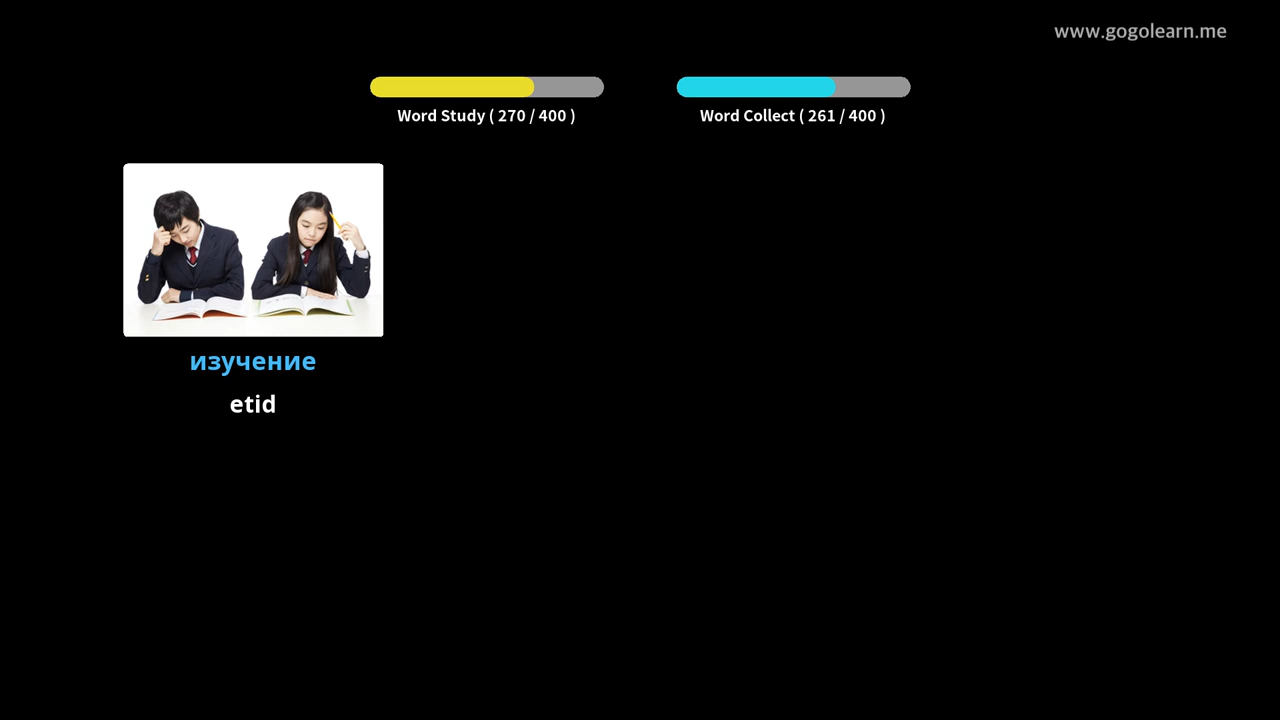 www.gogolearn.me
Word Study ( 270 / 400 )
Word Collect ( 261 / 400 )
изучение
etid